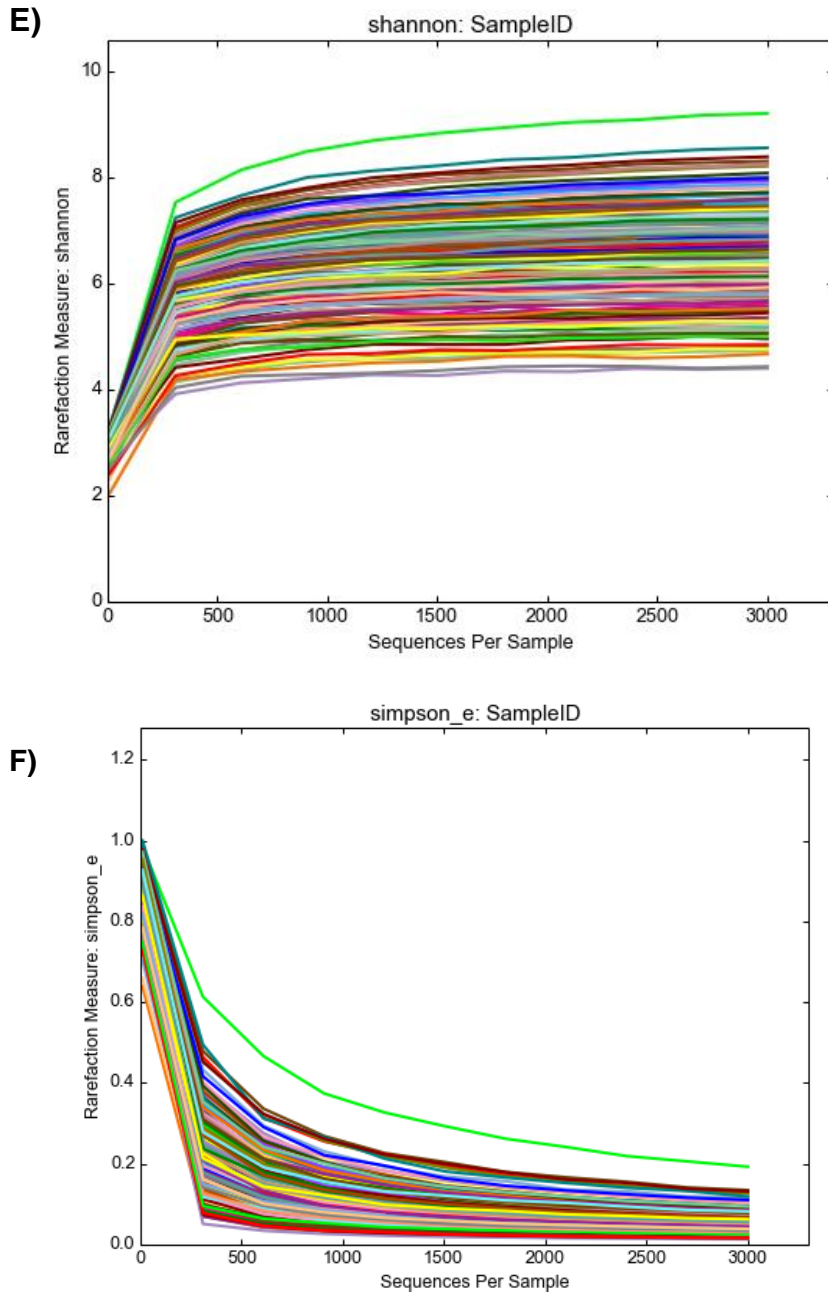 E)
shannon: SampleID
10
8
6
4
2
0
Rarefaction Measure: shannon
0 500 1000 1500 2000 2500 3000
Sequences Per Sample
F)
simpson_e: SampleID
1.2
1.0
0.8
0.6
0.4
0.2
0.0
Rarefaction Measure: simpson_e
0 500 1000 1500 2000 2500 3000
Sequences Per Sample